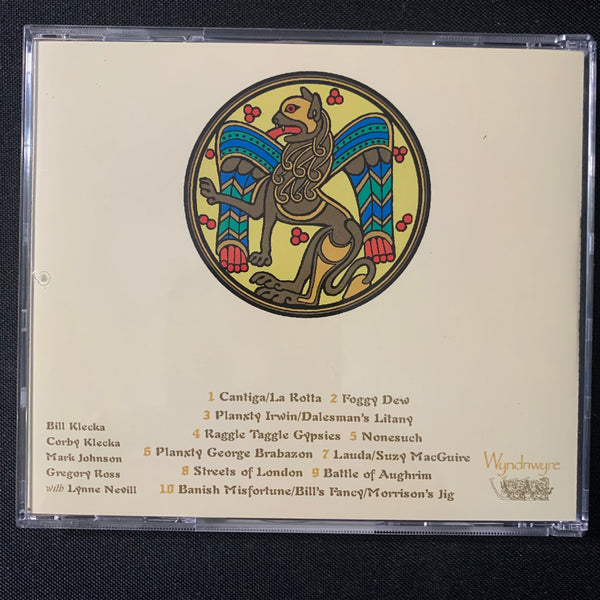 1 Cantiga/La Rotta 2 Foggy Dew
3 Planxty Irwin/Dalesman's Litany
4 Raggle Taggle Gypsies 5 Nonesuch
6 Planxty George Brabazon 7 Lauda/Suzy MacGuire
8 Streets of London 9 Battle of Aughrim
10 Banish Misfortune/Bill's Fancy/Morrison's Jig
Bill Klecka
Corby Klecka
Mark Johnson
Gregory Ross
with Lynne Nevill
Wyndnwyre